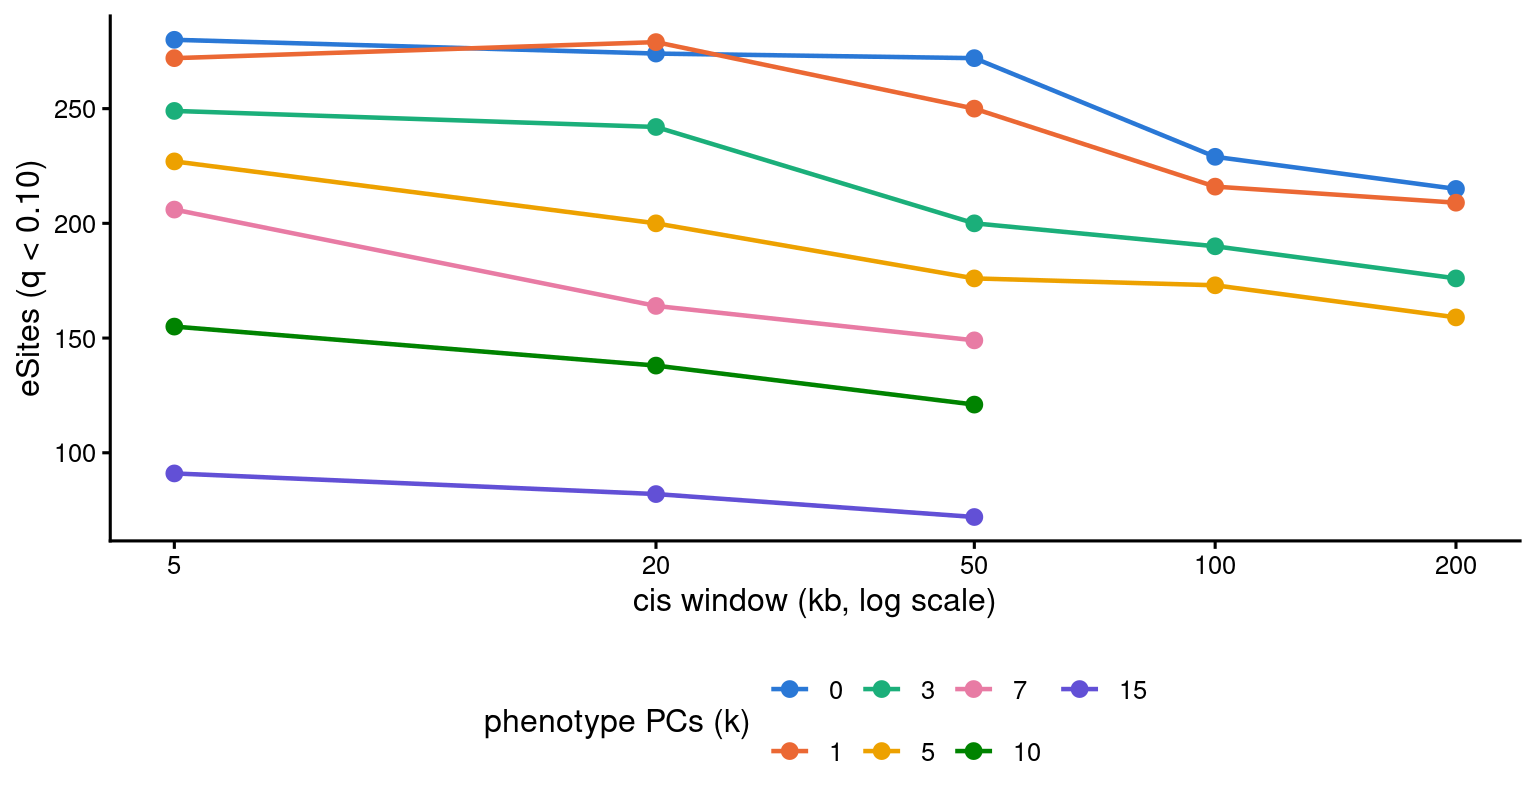 250
200
150
100
eSites (q < 0.10)
5 20 50 100 200
cis window (kb, log scale)
phenotype PCs (k)
0 3 7 15
1 5 10